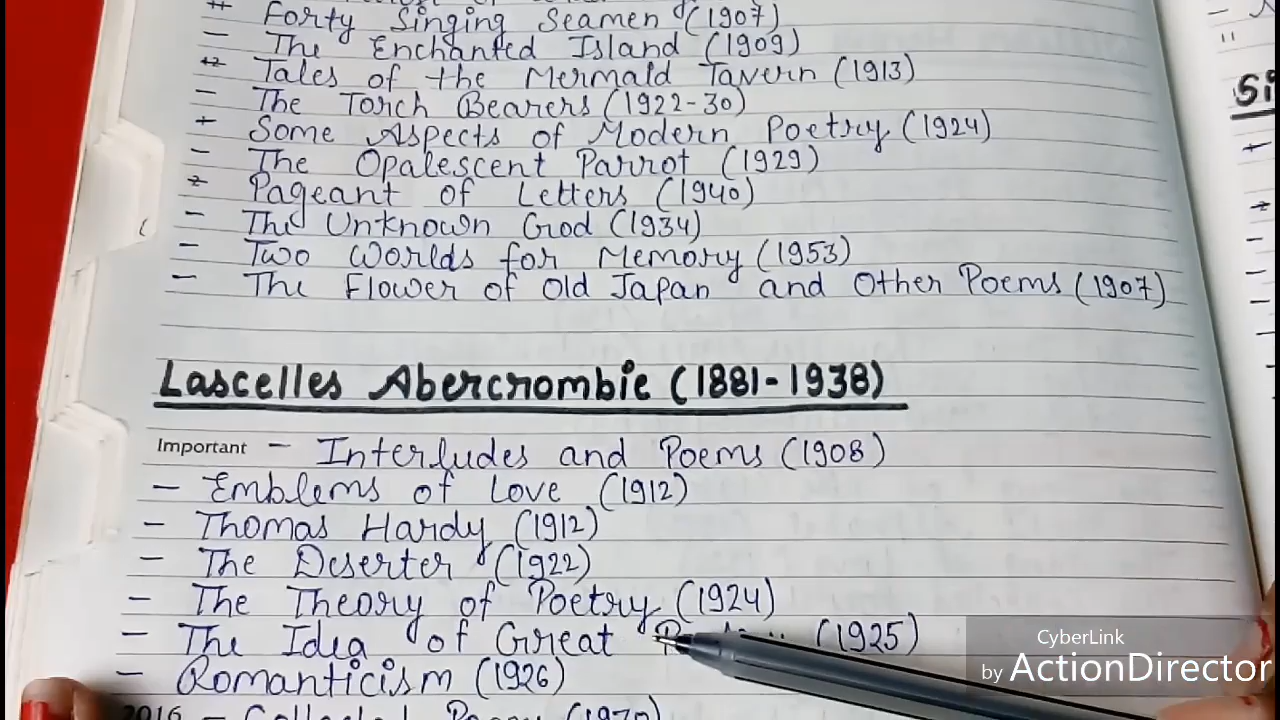 Forty Singing Seamen (1907)
- The Enchanted Island (1909)
Tales of the Mermaid Tavern (1913)
- The Torch Bearers (1922-30)
Some Aspects of Modern Poetry (1924)
- The Opalescent Parrot (1929)
Pageant of Letters (1940)
- The Unknown God (1934)
- Two Worlds for Memory (1953)
- The Flower of Old Japan and Other Poems (1907)
Lascelles Abercrombie (1881-1938)
Important - Interludes and Poems (1908)
- Emblems of Love (1912)
- Thomas Hardy (1912)
- The Deserter (1922)
- The Theory of Poetry (1924)
- The Idea of Great (1925)
- Romanticism (1926)
2016 -
CyberLink
by ActionDirector